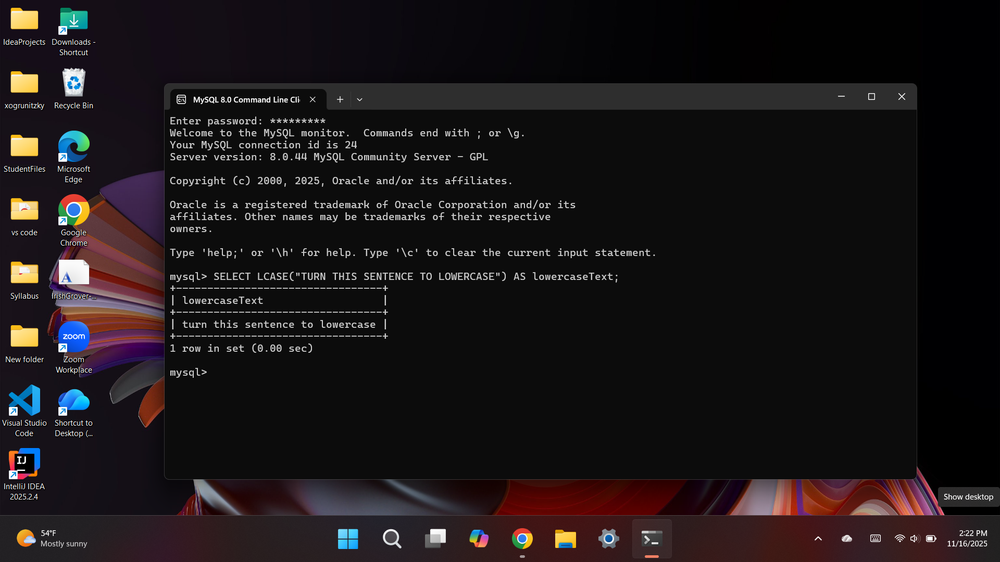 IdeaProjects
Downloads -
Shortcut
xogrunitzky
Recycle Bin
StudentFiles
Microsoft
Edge
vs code
Google
Chrome
Syllabus
A
IrishGrover-...
New folder
zoom
Zoom
Workplace
Visual Studio
Code
Shortcut to
Desktop (...
IJ
IntelliJ IDEA
2025.2.4
C:\
MySQL 8.0 Command Line Cli
Enter password: *********
Welcome to the MySQL monitor.  Commands end with ; or \g.
Your MySQL connection id is 24
Server version: 8.0.44 MySQL Community Server - GPL
Copyright (c) 2000, 2025, Oracle and/or its affiliates.
Oracle is a registered trademark of Oracle Corporation and/or its
affiliates. Other names may be trademarks of their respective
owners.
Type 'help;' or '\h' for help. Type '\c' to clear the current input statement.
mysql> SELECT LCASE("TURN THIS SENTENCE TO LOWERCASE") AS lowercaseText;
+---------------------------------+
| lowercaseText                   |
+---------------------------------+
| turn this sentence to lowercase |
+---------------------------------+
1 row in set (0.00 sec)
mysql>
Show desktop
54°F
Mostly sunny
2:22 PM
11/16/2025